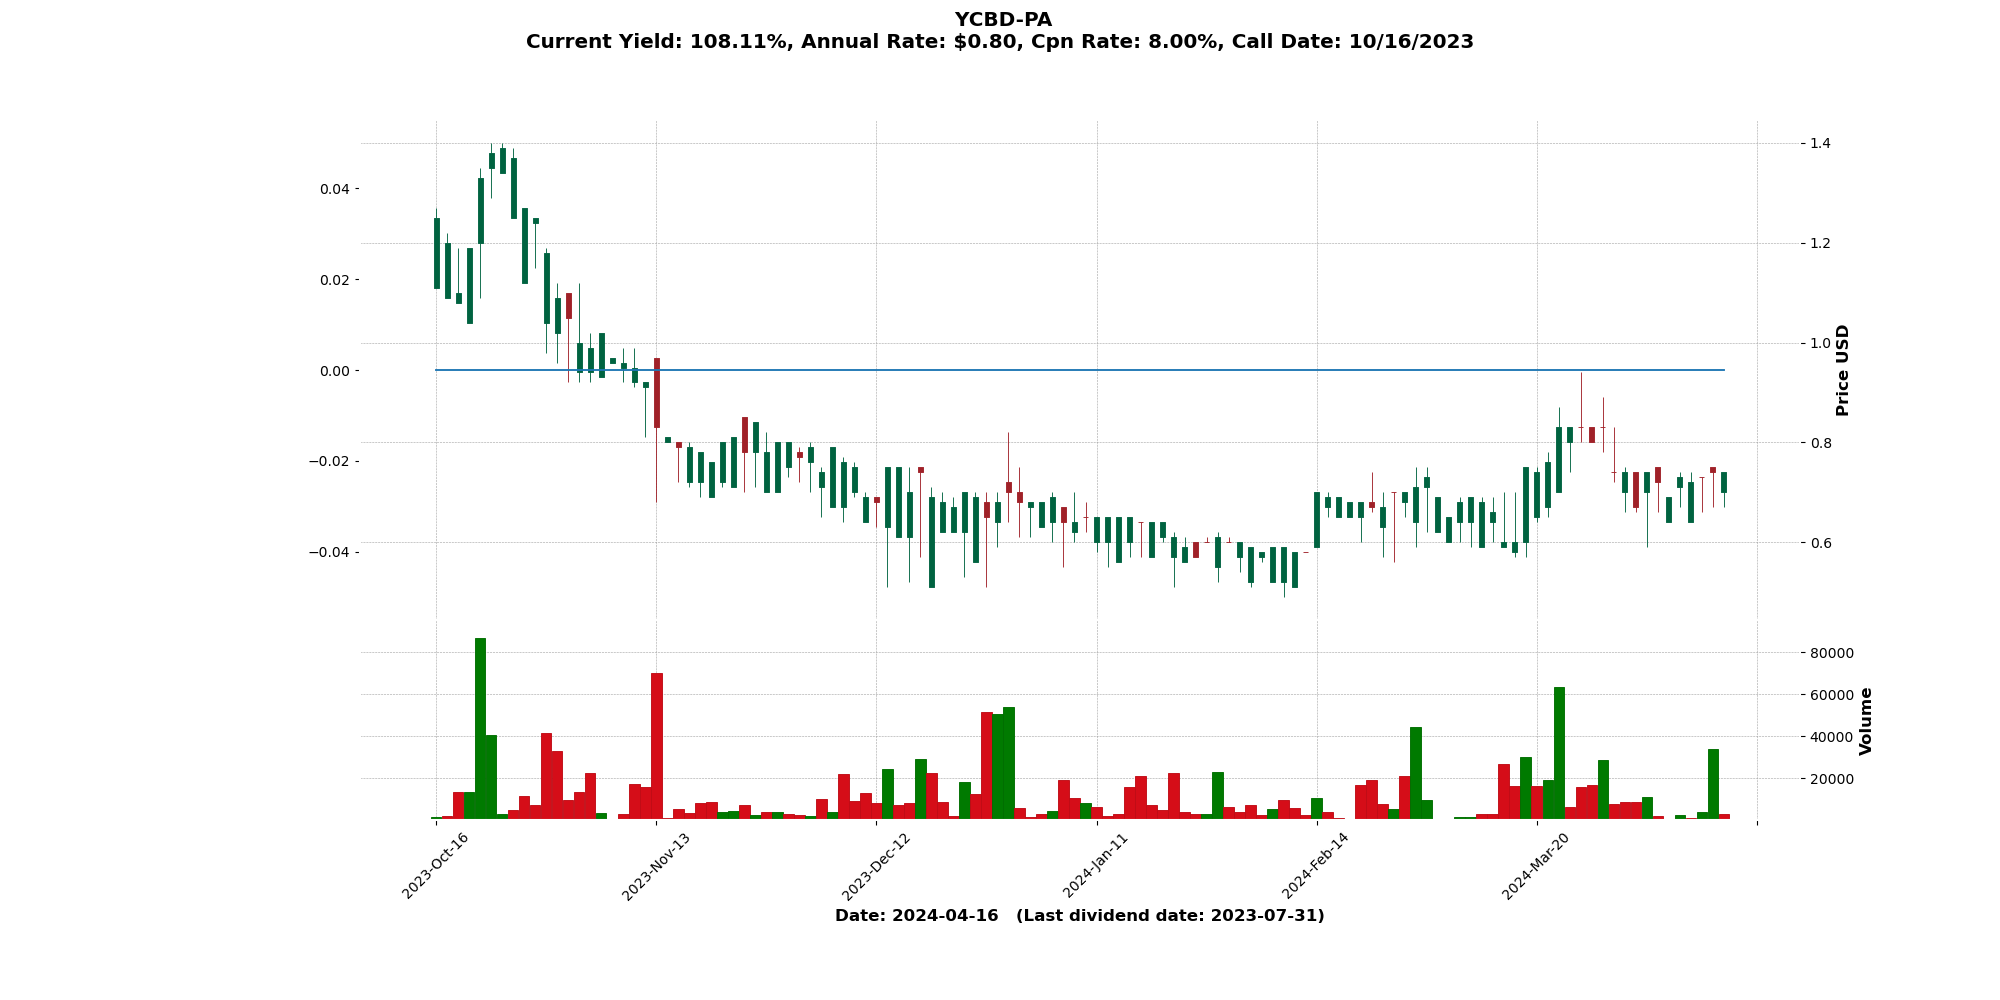 YCBD-PA
Current Yield: 108.11%, Annual Rate: $0.80, Cpn Rate: 8.00%, Call Date: 10/16/2023
0.04
0.02
0.00
−0.02
−0.04
1.4
1.2
1.0
0.8
0.6
Price USD
80000
60000
40000
20000
Volume
2023-Oct-16
2023-Nov-13
2023-Dec-12
2024-Jan-11
2024-Feb-14
2024-Mar-20
Date: 2024-04-16 (Last dividend date: 2023-07-31)